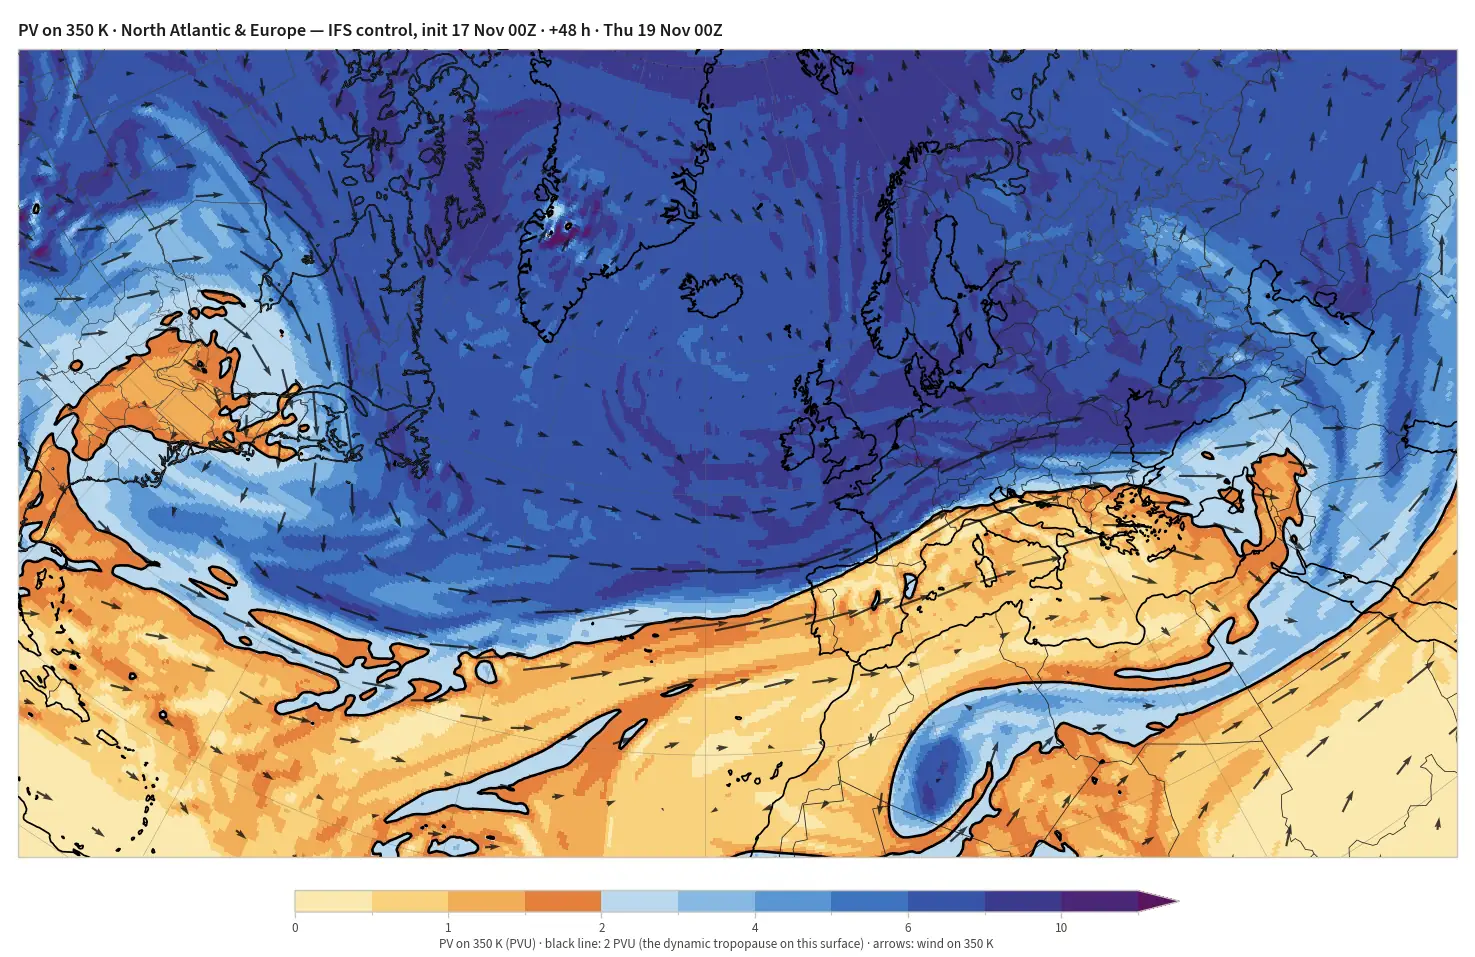 PV on 350 K · North Atlantic & Europe — IFS control, init 17 Nov 00Z · +48 h · Thu 19 Nov 00Z
0 1 2 4 6 10
PV on 350 K (PVU) · black line: 2 PVU (the dynamic tropopause on this surface) · arrows: wind on 350 K